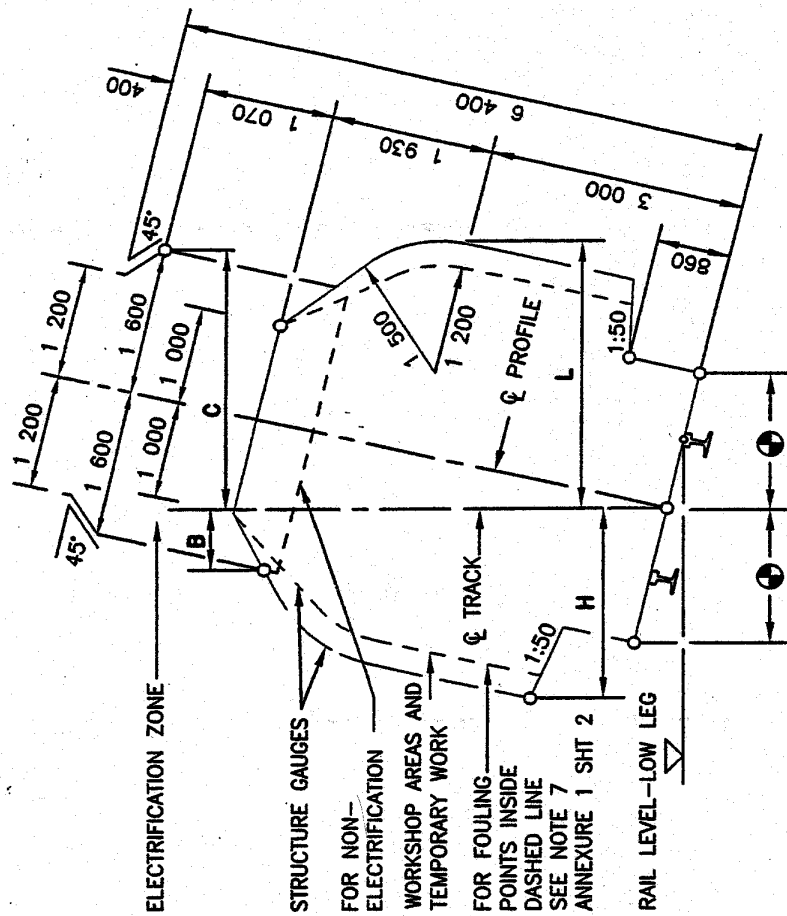 ELECTRIFICATION ZONE
STRUCTURE GAUGES
FOR NON-
ELECTRIFICATION
WORKSHOP AREAS AND
TEMPORARY WORK
FOR FOULING
POINTS INSIDE
DASHED LINE
SEE NOTE 7
ANNEXURE 1 SHT 2
RAIL LEVEL-LOW LEG
45°
1 200
1 200
1 600
1 600
1 000
1 000
45°
400
1 070
1 930
3 000
6 400
860
B
C
1 500
1 200
℄ PROFILE
L
℄ TRACK
H
1:50
1:50